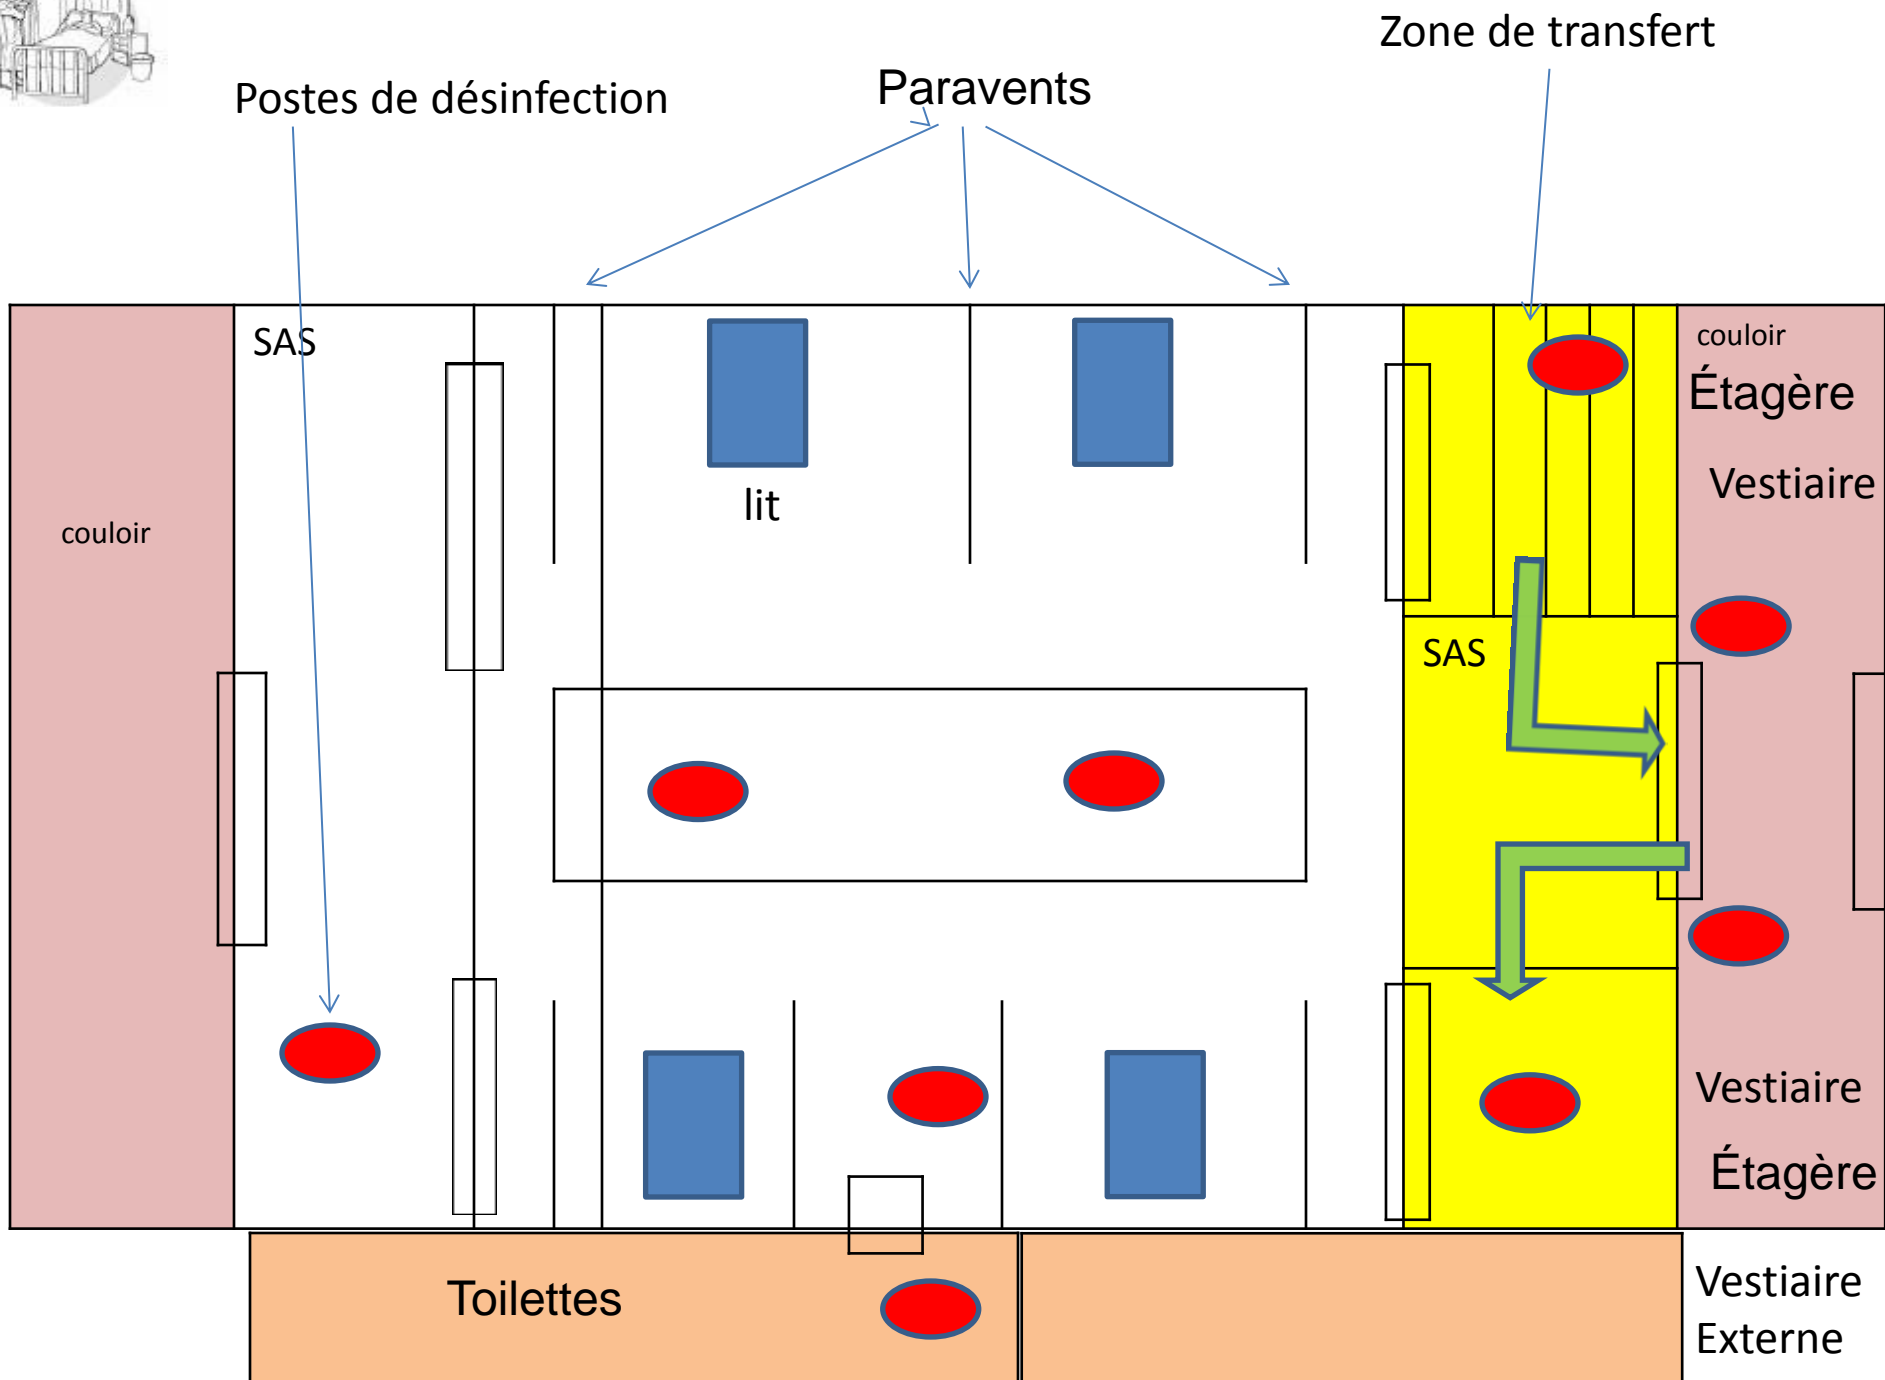 Zone de transfert
Postes de désinfection
Paravents
SAS
couloir
Étagère
Vestiaire
lit
couloir
SAS
Vestiaire
Étagère
Toilettes
Vestiaire
Externe